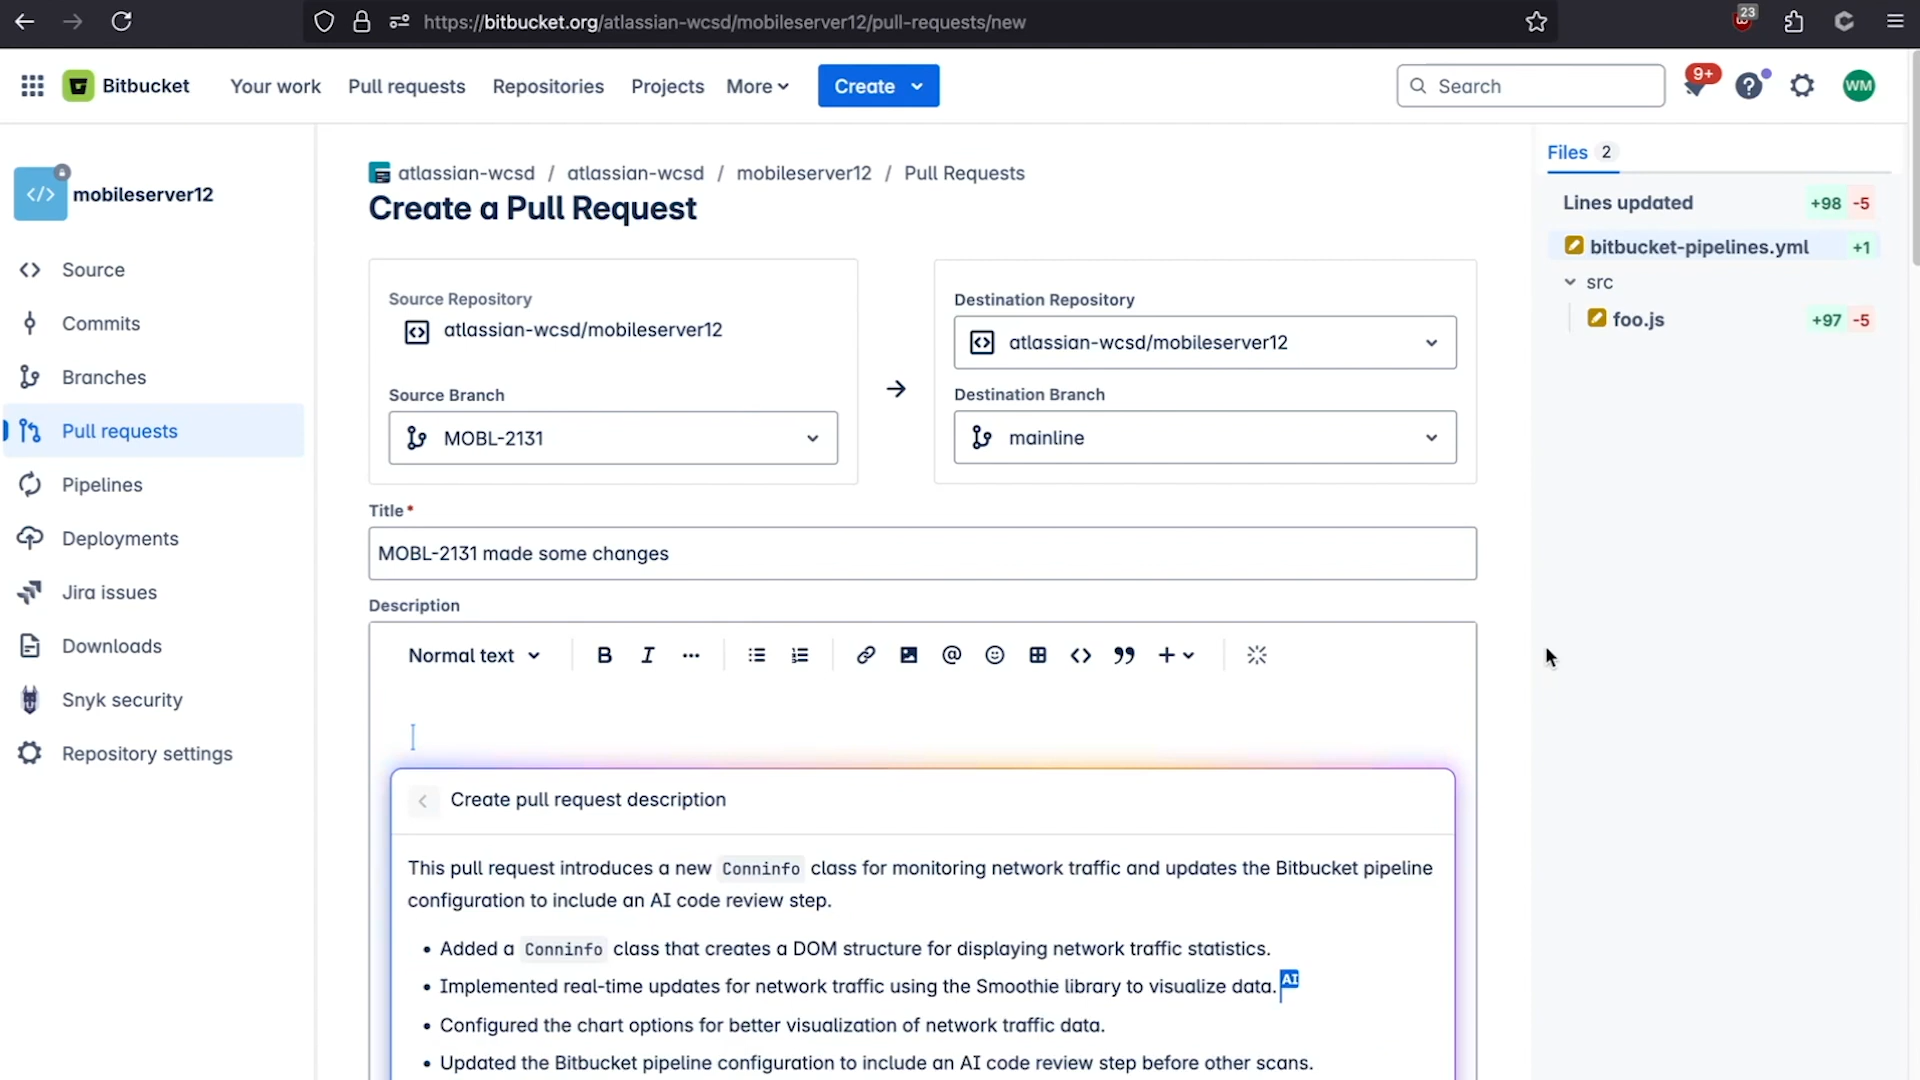 https://bitbucket.org/atlassian-wcsd/mobileserver12/pull-requests/new
23
Bitbucket
Your work
Pull requests
Repositories
Projects
More
Create
Search
9+
WM
mobileserver12
Source
Commits
Branches
Pull requests
Pipelines
Deployments
Jira issues
Downloads
Snyk security
Repository settings
atlassian-wcsd / atlassian-wcsd / mobileserver12 / Pull Requests
Create a Pull Request
Source Repository
atlassian-wcsd/mobileserver12
Source Branch
MOBL-2131
Destination Repository
atlassian-wcsd/mobileserver12
Destination Branch
mainline
Title*
MOBL-2131 made some changes
Description
Normal text
Create pull request description
This pull request introduces a new Conninfo class for monitoring network traffic and updates the Bitbucket pipeline
configuration to include an AI code review step.
• Added a Conninfo class that creates a DOM structure for displaying network traffic statistics.
• Implemented real-time updates for network traffic using the Smoothie library to visualize data. AI
• Configured the chart options for better visualization of network traffic data.
• Updated the Bitbucket pipeline configuration to include an AI code review step before other scans.
Files 2
Lines updated +98 -5
bitbucket-pipelines.yml +1
src
foo.js +97 -5